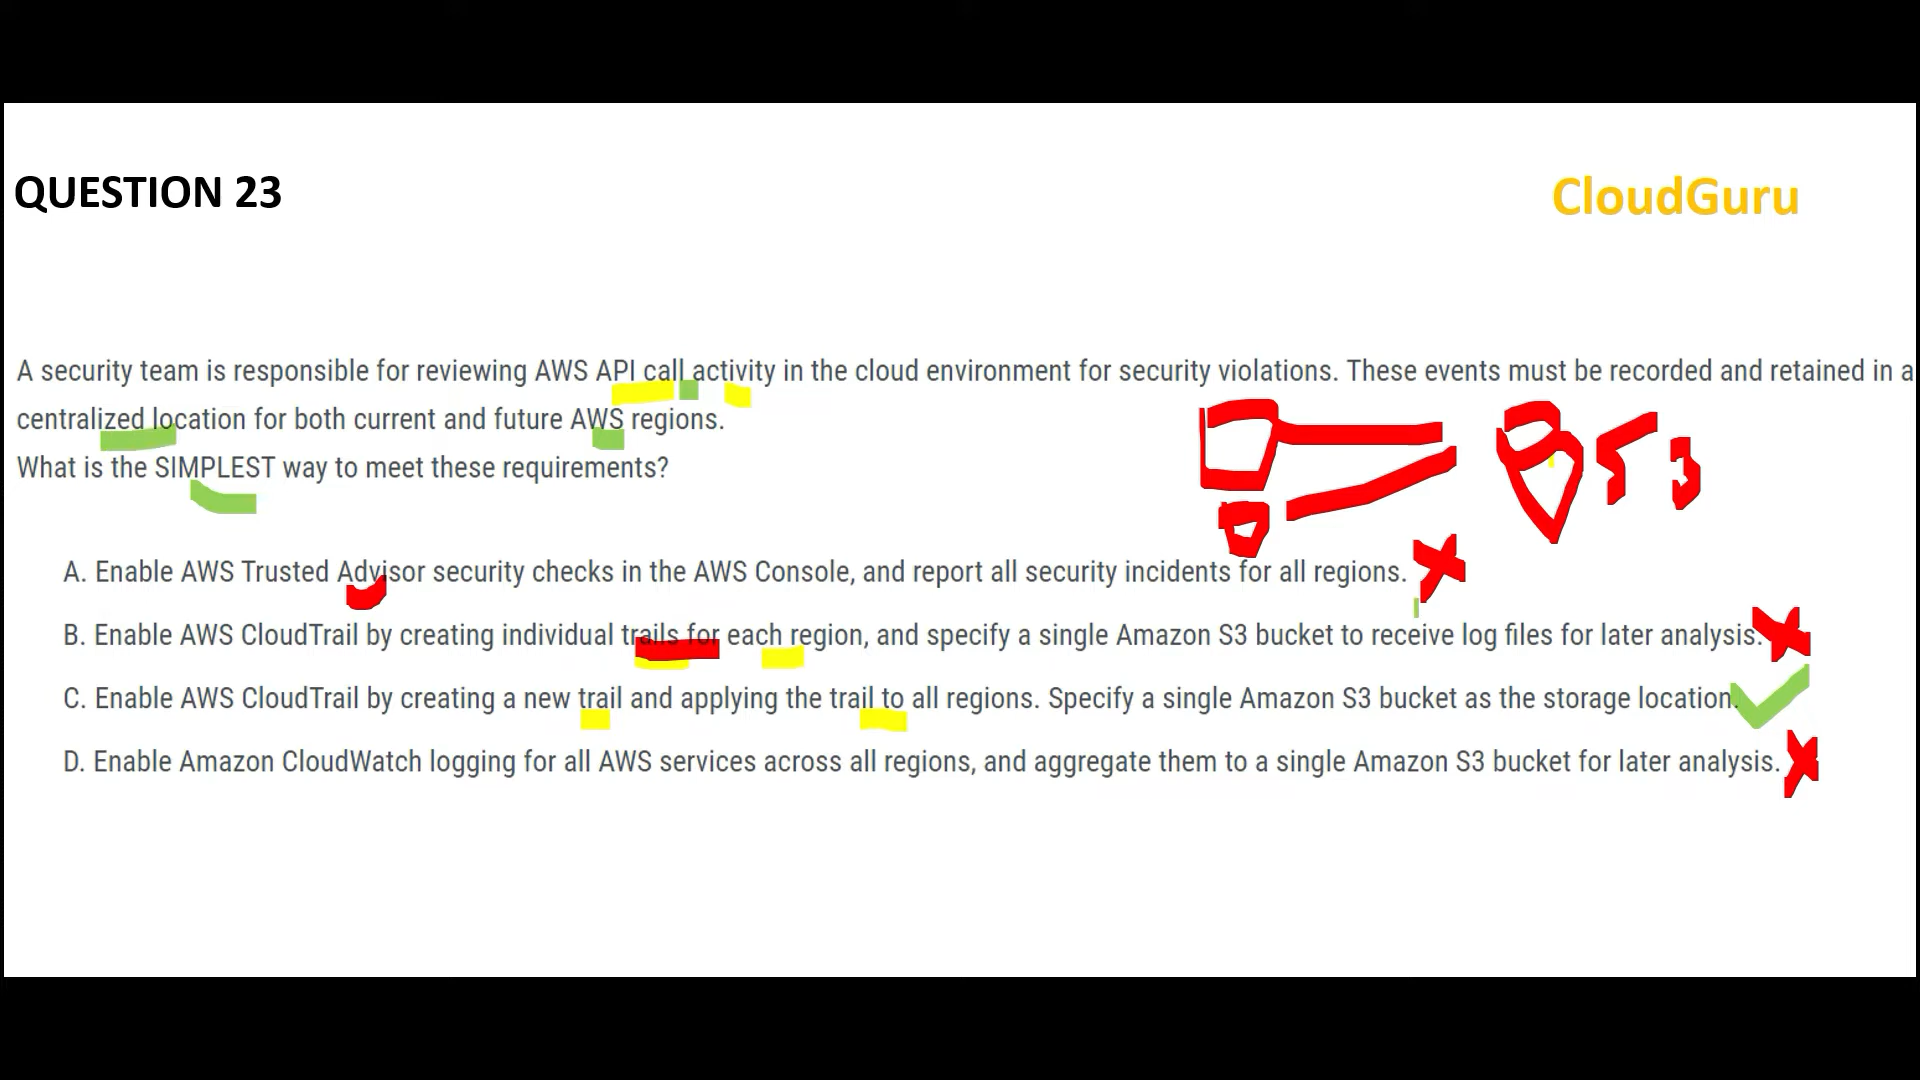 QUESTION 23
CloudGuru
A security team is responsible for reviewing AWS API call activity in the cloud environment for security violations. These events must be recorded and retained in a
centralized location for both current and future AWS regions.
What is the SIMPLEST way to meet these requirements?
S3
A. Enable AWS Trusted Advisor security checks in the AWS Console, and report all security incidents for all regions.
B. Enable AWS CloudTrail by creating individual trails for each region, and specify a single Amazon S3 bucket to receive log files for later analysis.
C. Enable AWS CloudTrail by creating a new trail and applying the trail to all regions. Specify a single Amazon S3 bucket as the storage location.
D. Enable Amazon CloudWatch logging for all AWS services across all regions, and aggregate them to a single Amazon S3 bucket for later analysis.